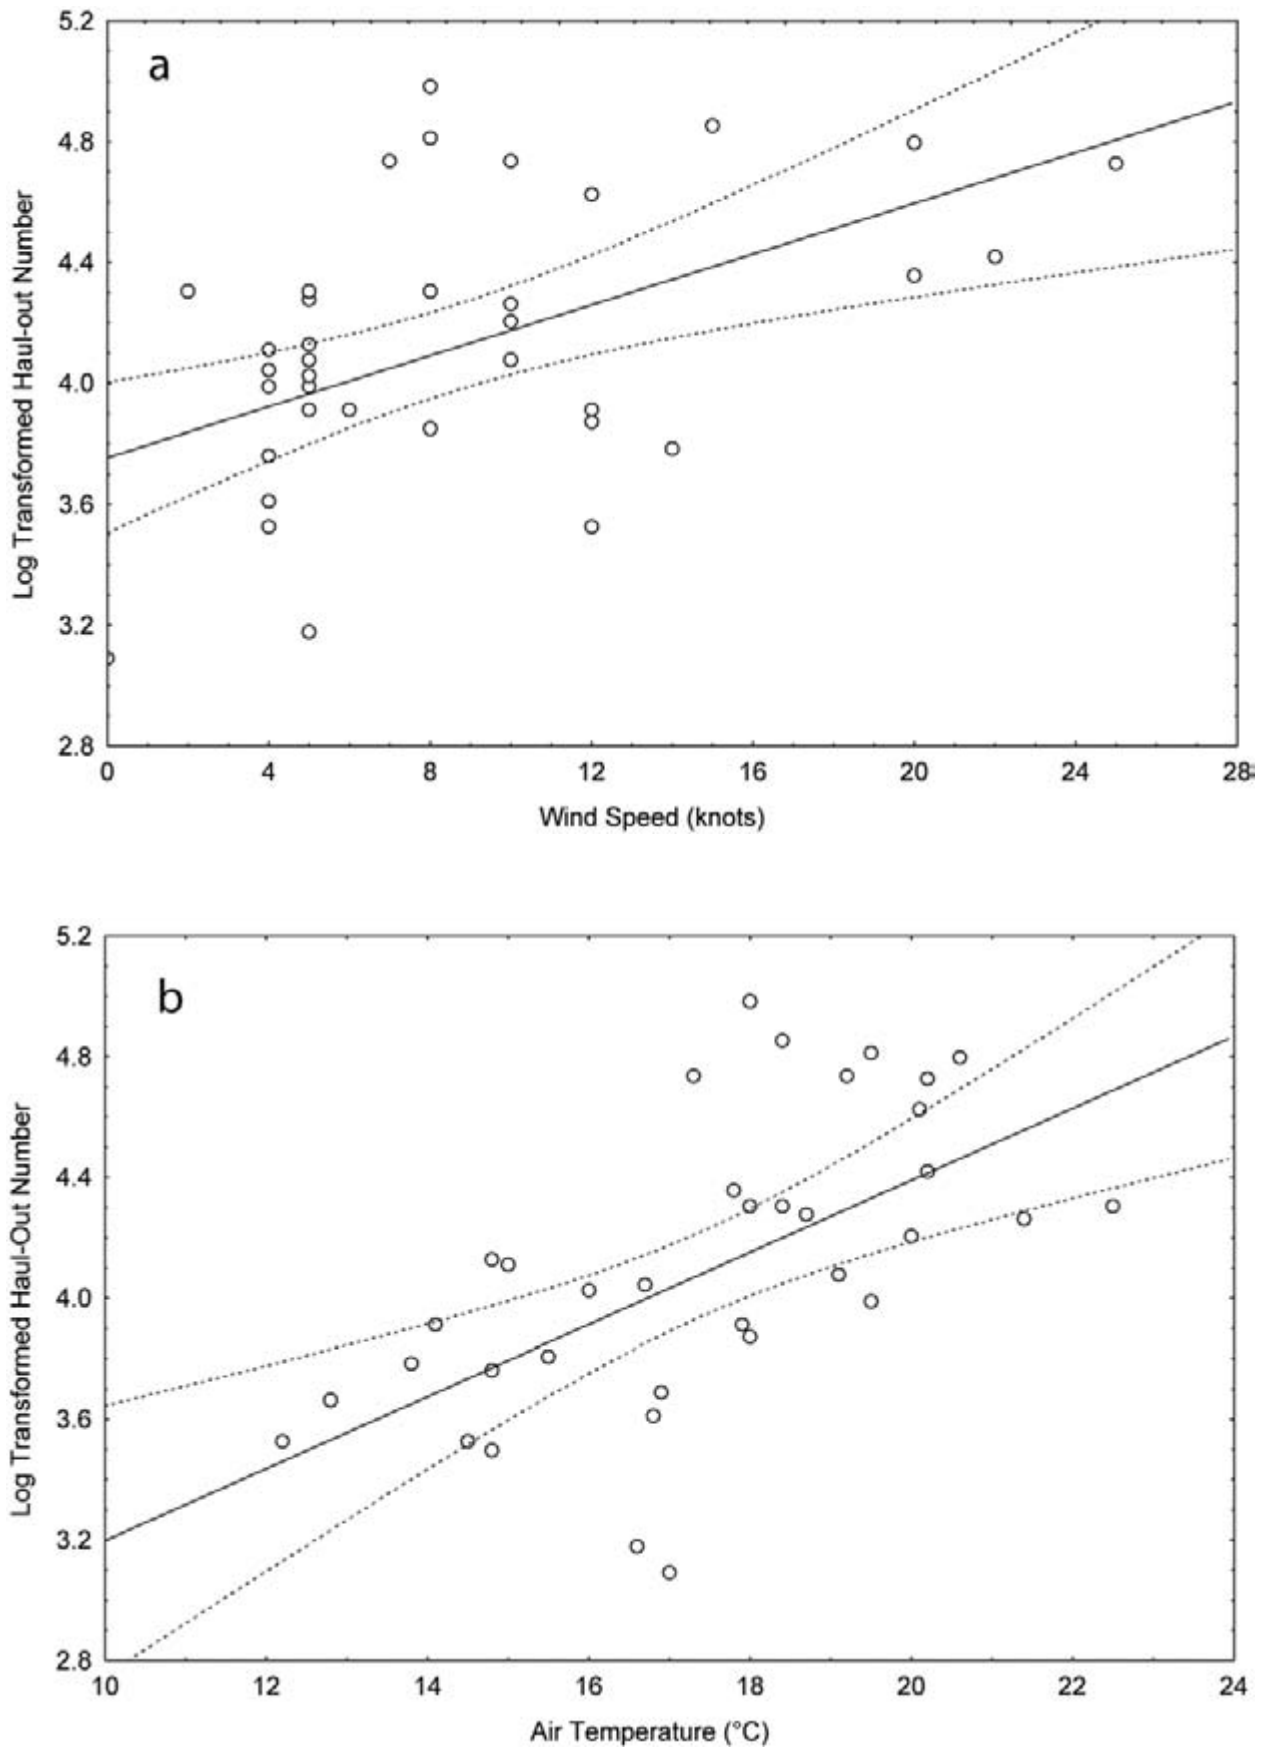 a
5.2
4.8
4.4
4.0
3.6
3.2
2.8
Log Transformed Haul-out Number
0 4 8 12 16 20 24 28
Wind Speed (knots)
b
5.2
4.8
4.4
4.0
3.6
3.2
2.8
Log Transformed Haul-Out Number
10 12 14 16 18 20 22 24
Air Temperature (°C)